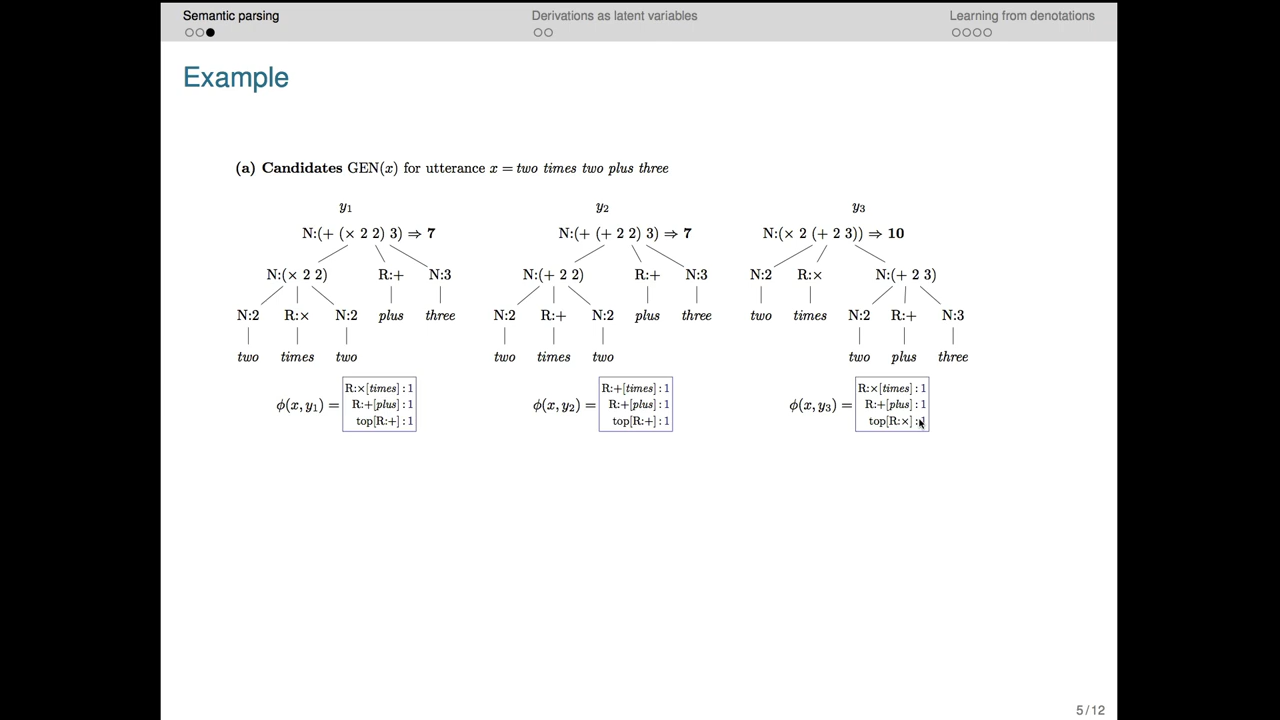 Semantic parsing Derivations as latent variables Learning from denotations
Example
(a) Candidates GEN(x) for utterance x = two times two plus three
y₁ y₂ y₃
N:(+ (× 2 2) 3) ⇒ 7 N:(+ (+ 2 2) 3) ⇒ 7 N:(× 2 (+ 2 3)) ⇒ 10
N:(× 2 2) R:+ N:3 N:(+ 2 2) R:+ N:3 N:2 R:× N:(+ 2 3)
N:2 R:× N:2 plus three N:2 R:+ N:2 plus three two times N:2 R:+ N:3
two times two two times two two plus three
R:×[times] : 1 R:+[times] : 1 R:×[times] : 1
ϕ(x, y₁) = R:+[plus] : 1 ϕ(x, y₂) = R:+[plus] : 1 ϕ(x, y₃) = R:+[plus] : 1
top[R:+] : 1 top[R:+] : 1 top[R:×] : 1
5 / 12